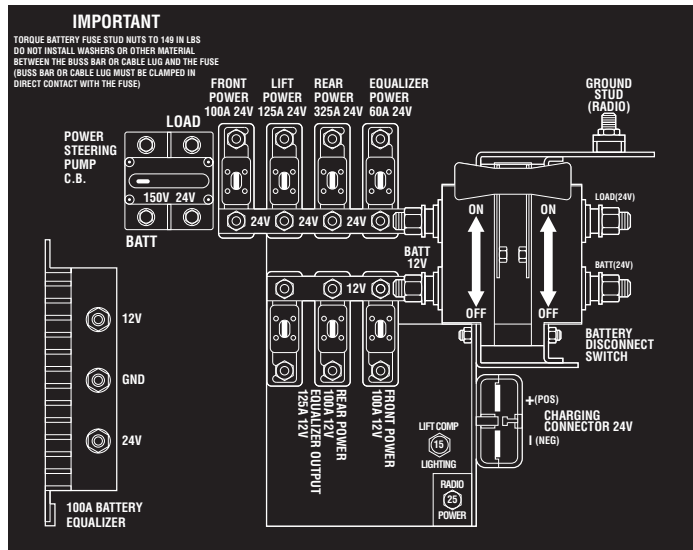 IMPORTANT
TORQUE BATTERY FUSE STUD NUTS TO 149 IN LBS
DO NOT INSTALL WASHERS OR OTHER MATERIAL
BETWEEN THE BUSS BAR OR CABLE LUG AND THE FUSE
(BUSS BAR OR CABLE LUG MUST BE CLAMPED IN
DIRECT CONTACT WITH THE FUSE)
FRONT
POWER
100A 24V
LIFT
POWER
125A 24V
REAR
POWER
325A 24V
EQUALIZER
POWER
60A 24V
GROUND
STUD
(RADIO)
LOAD
POWER
STEERING
PUMP
C.B.
150V 24V
BATT
24V
24V
24V
LOAD(24V)
ON
ON
BATT
12V
BATT(24V)
12V
OFF
OFF
BATTERY
DISCONNECT
SWITCH
12V
GND
24V
100A BATTERY
EQUALIZER
EQUALIZER OUTPUT
125A 12V
REAR POWER
100A 12V
FRONT POWER
100A 12V
LIFT COMP
15
LIGHTING
RADIO
25
POWER
+(POS)
CHARGING
CONNECTOR 24V
I (NEG)